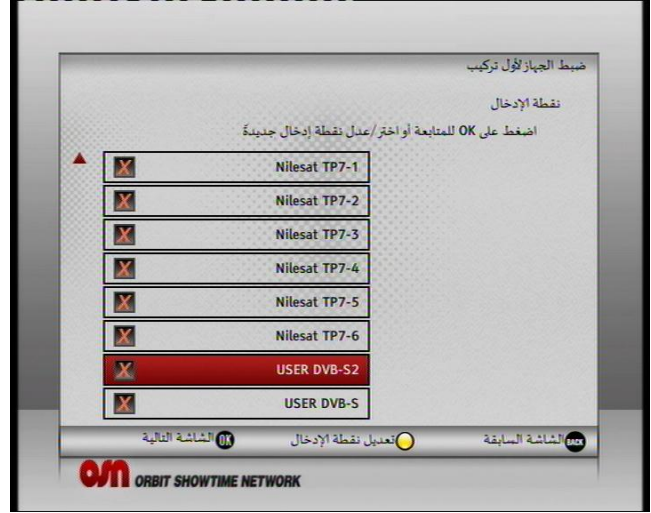 ضبط الجهاز لأول تركيب
نقطة الإدخال
اضغط على OK للمتابعة أو اختر/عدل نقطة إدخال جديدةً
Nilesat TP7-1
Nilesat TP7-2
Nilesat TP7-3
Nilesat TP7-4
Nilesat TP7-5
Nilesat TP7-6
USER DVB-S2
USER DVB-S
BACK الشاشة السابقة تعديل نقطة الإدخال OK الشاشة التالية
OSN ORBIT SHOWTIME NETWORK